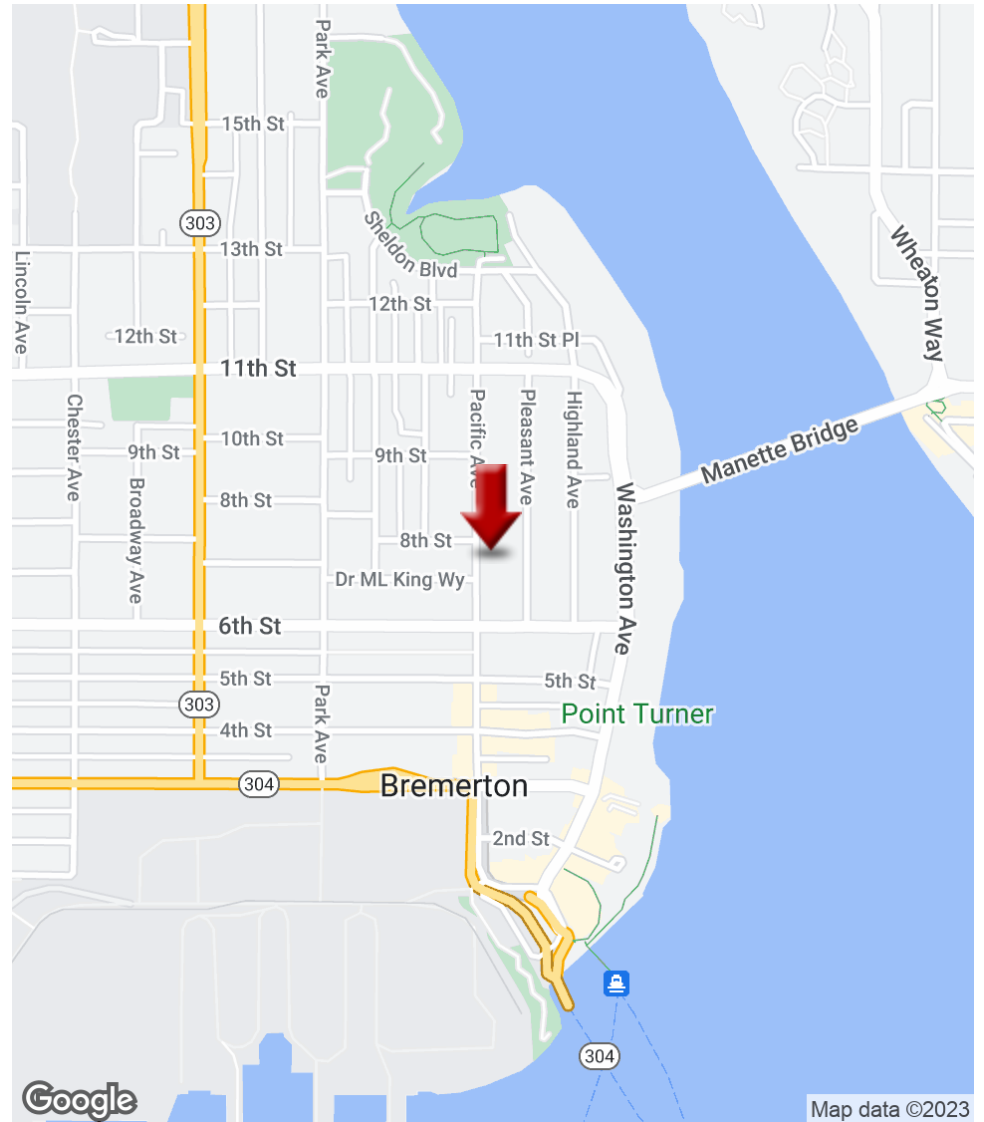 Park Ave
15th St
303
Sheldon Blvd
13th St
Wheaton Way
Lincoln Ave
12th St
12th St
11th St Pl
11th St
Chester Ave
Pacific Ave
Pleasant Ave
Highland Ave
Manette Bridge
10th St
9th St
9th St
Broadway Ave
8th St
Washington Ave
8th St
Dr ML King Wy
6th St
5th St
5th St
Park Ave
303
Point Turner
4th St
304
Bremerton
2nd St
304
Google
Map data ©2023